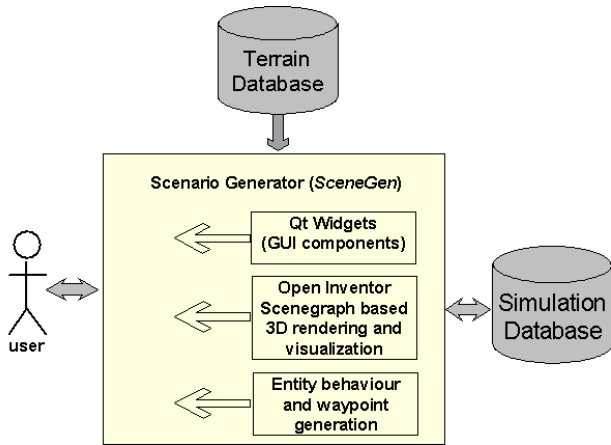 Terrain
Database
Scenario Generator (SceneGen)
Qt Widgets
(GUI components)
Open Inventor
Scenegraph based
3D rendering and
visualization
Entity behaviour
and waypoint
generation
user
Simulation
Database